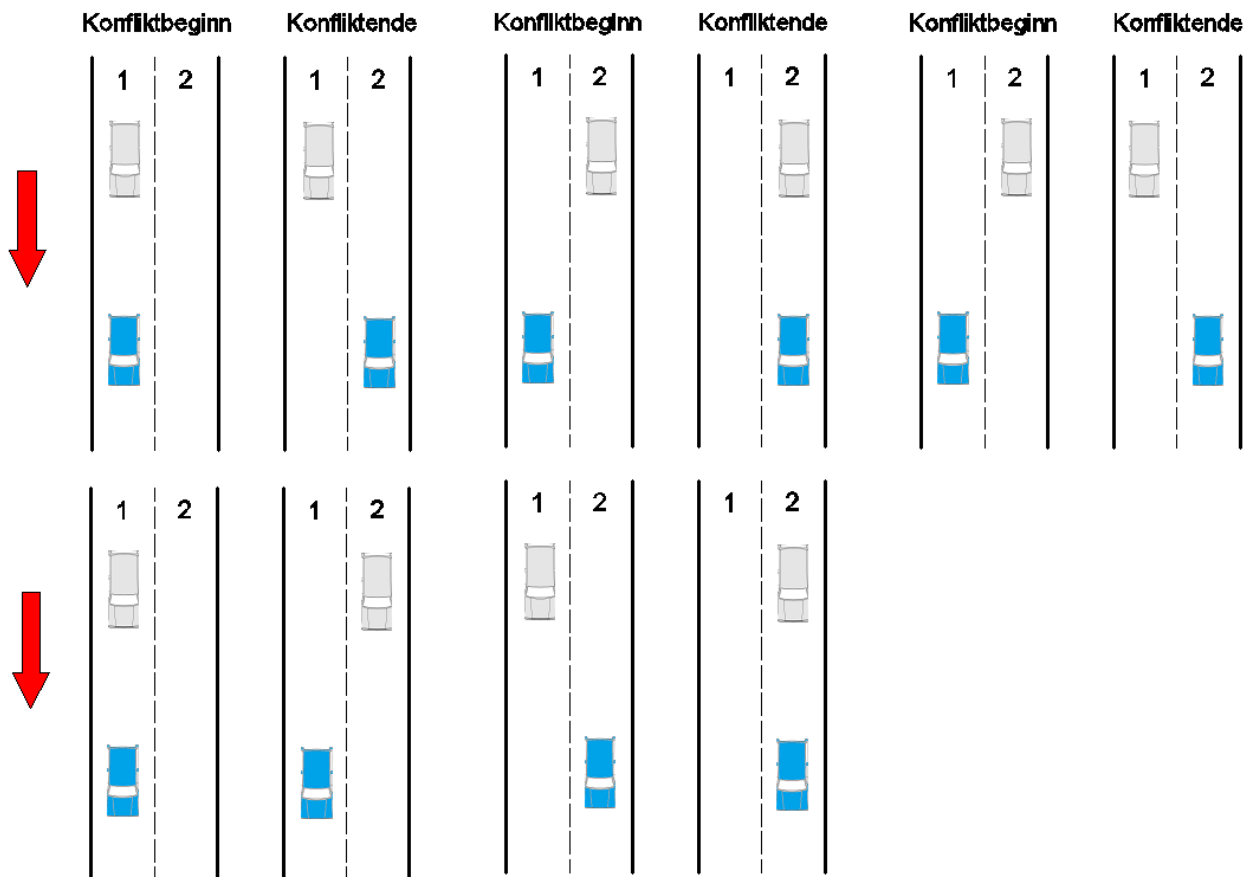 Konfliktbeginn Konfliktende Konfliktbeginn Konfliktende Konfliktbeginn Konfliktende
1 2 1 2 1 2 1 2 1 2 1 2
1 2 1 2 1 2 1 2